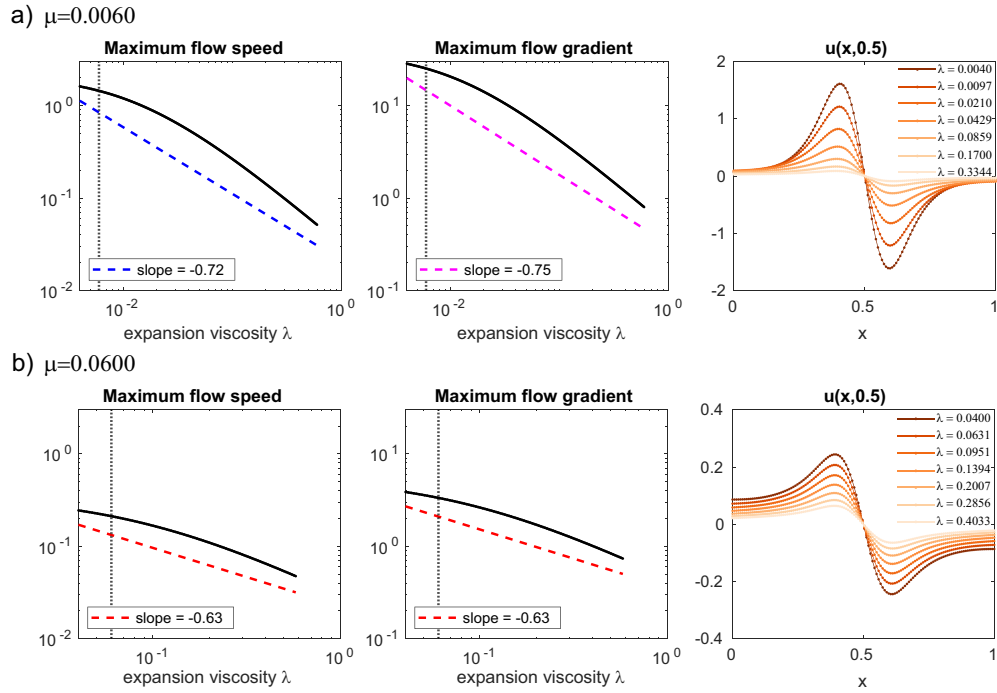 a) μ=0.0060
Maximum flow speed
10^0
10^-1
10^-2
10^-2
10^-1
10^0
slope = -0.72
expansion viscosity λ
Maximum flow gradient
10^1
10^0
10^-1
10^-2
10^-1
10^0
slope = -0.75
expansion viscosity λ
u(x,0.5)
2
1
0
-1
-2
0
0.5
1
x
λ = 0.0040
λ = 0.0097
λ = 0.0210
λ = 0.0429
λ = 0.0859
λ = 0.1700
λ = 0.3344
b) μ=0.0600
Maximum flow speed
10^0
10^-1
10^-2
10^-1
10^0
slope = -0.63
expansion viscosity λ
Maximum flow gradient
10^1
10^0
10^-1
10^-1
10^0
slope = -0.63
expansion viscosity λ
u(x,0.5)
0.4
0.2
0
-0.2
-0.4
0
0.5
1
x
λ = 0.0400
λ = 0.0631
λ = 0.0951
λ = 0.1394
λ = 0.2007
λ = 0.2856
λ = 0.4033